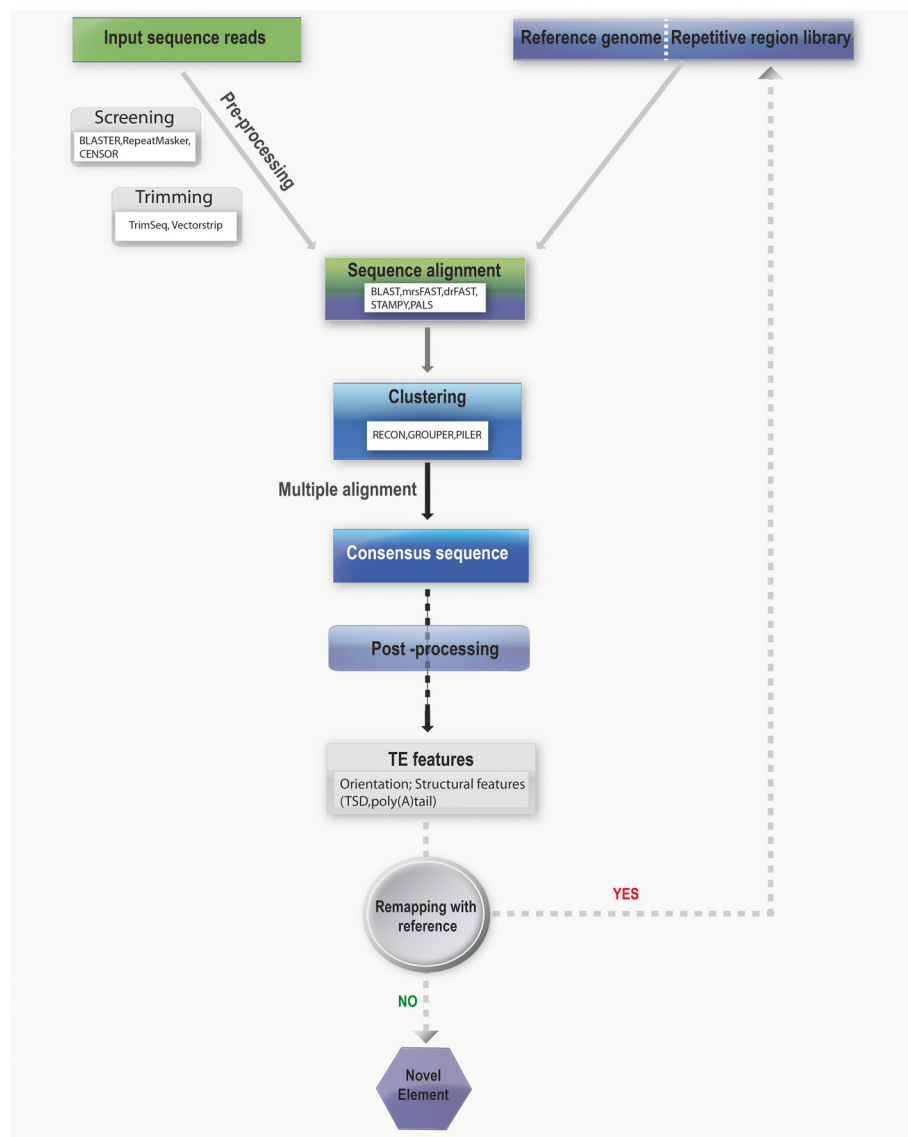 Input sequence reads
Reference genome Repetitive region library
Pre-processing
Screening
BLASTER,RepeatMasker,
CENSOR
Trimming
TrimSeq, Vectorstrip
Sequence alignment
BLAST,mrsFAST,drFAST,
STAMPY,PALS
Clustering
RECON,GROUPER,PILER
Multiple alignment
Consensus sequence
Post -processing
TE features
Orientation; Structural features
(TSD,poly(A)tail)
Remapping with
reference
YES
NO
Novel
Element